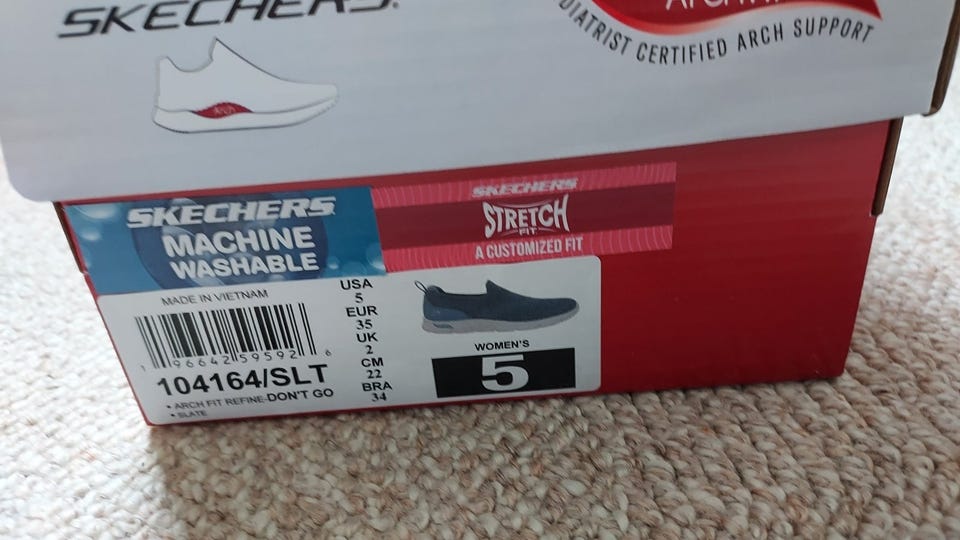 SKECHERS.
DIATRIST CERTIFIED ARCH SUPPORT
SKECHERS
MACHINE
WASHABLE
SKECHERS
STRETCH
FIT
A CUSTOMIZED FIT
MADE IN VIETNAM
1 96642 59592 6
104164/SLT
• ARCH FIT REFINE-DON'T GO
• SLATE
USA
5
EUR
35
UK
2
CM
22
BRA
34
WOMEN'S
5